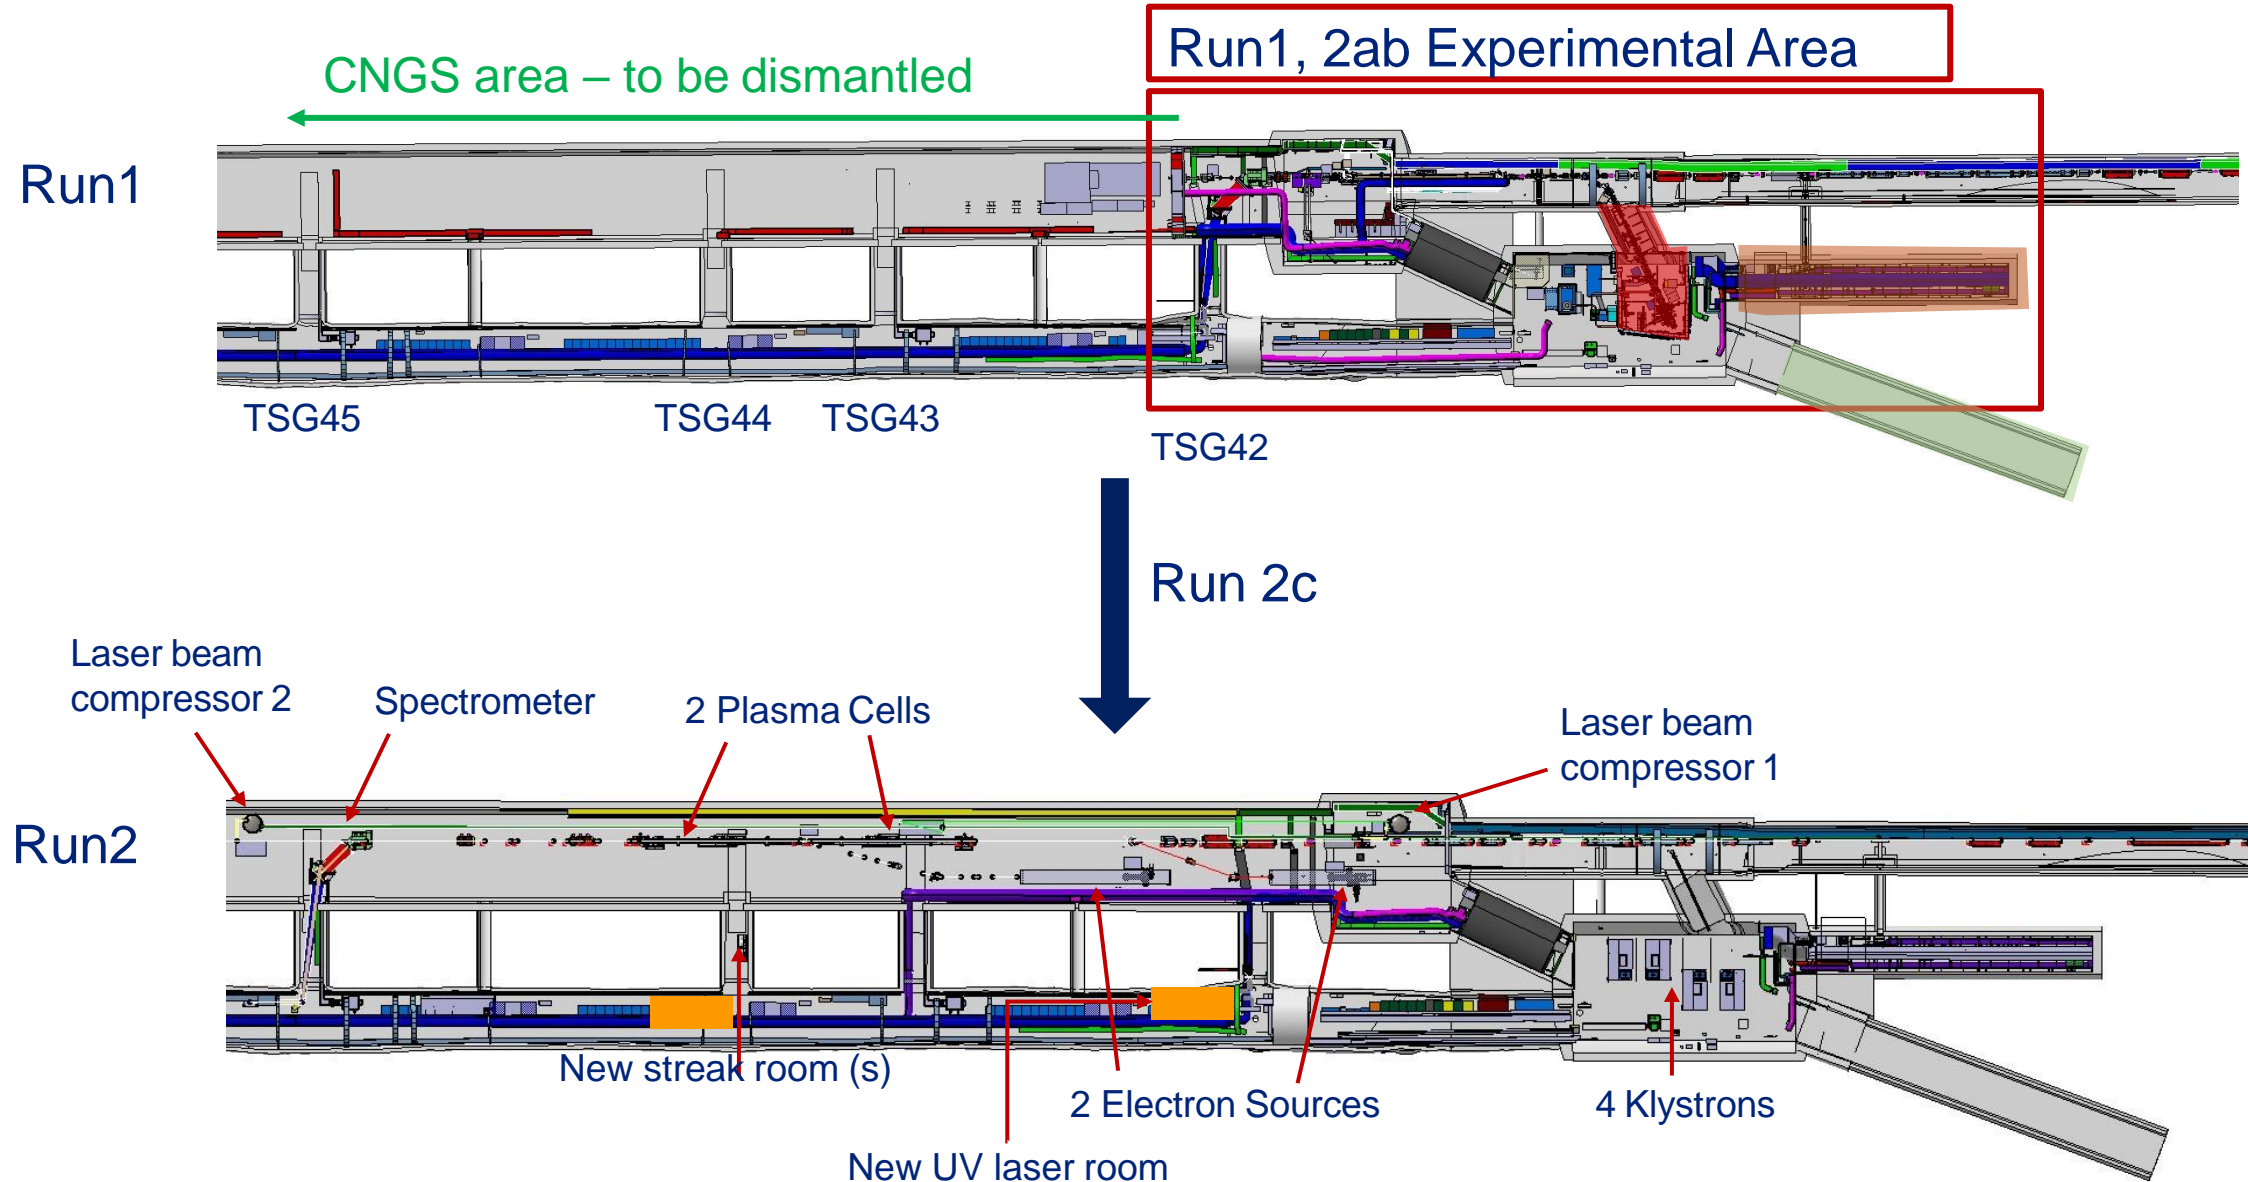 Run1, 2ab Experimental Area
CNGS area – to be dismantled
Run1
TSG45
TSG44
TSG43
TSG42
Run 2c
Laser beam
compressor 2
Spectrometer
2 Plasma Cells
Laser beam
compressor 1
Run2
New streak room (s)
2 Electron Sources
4 Klystrons
New UV laser room